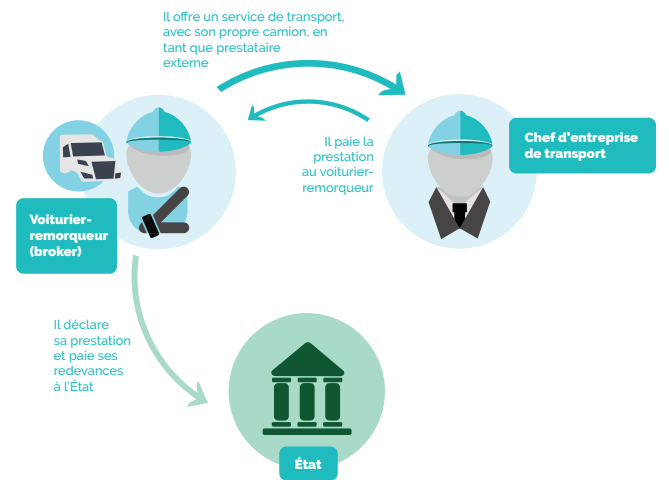 Il offre un service de transport,
avec son propre camion, en
tant que prestataire
externe
Il paie la
prestation
au voiturier-
remorqueur
Chef d'entreprise
de transport
Voiturier-
remorqueur
(broker)
Il déclare
sa prestation
et paie ses
redevances
à l'État
État